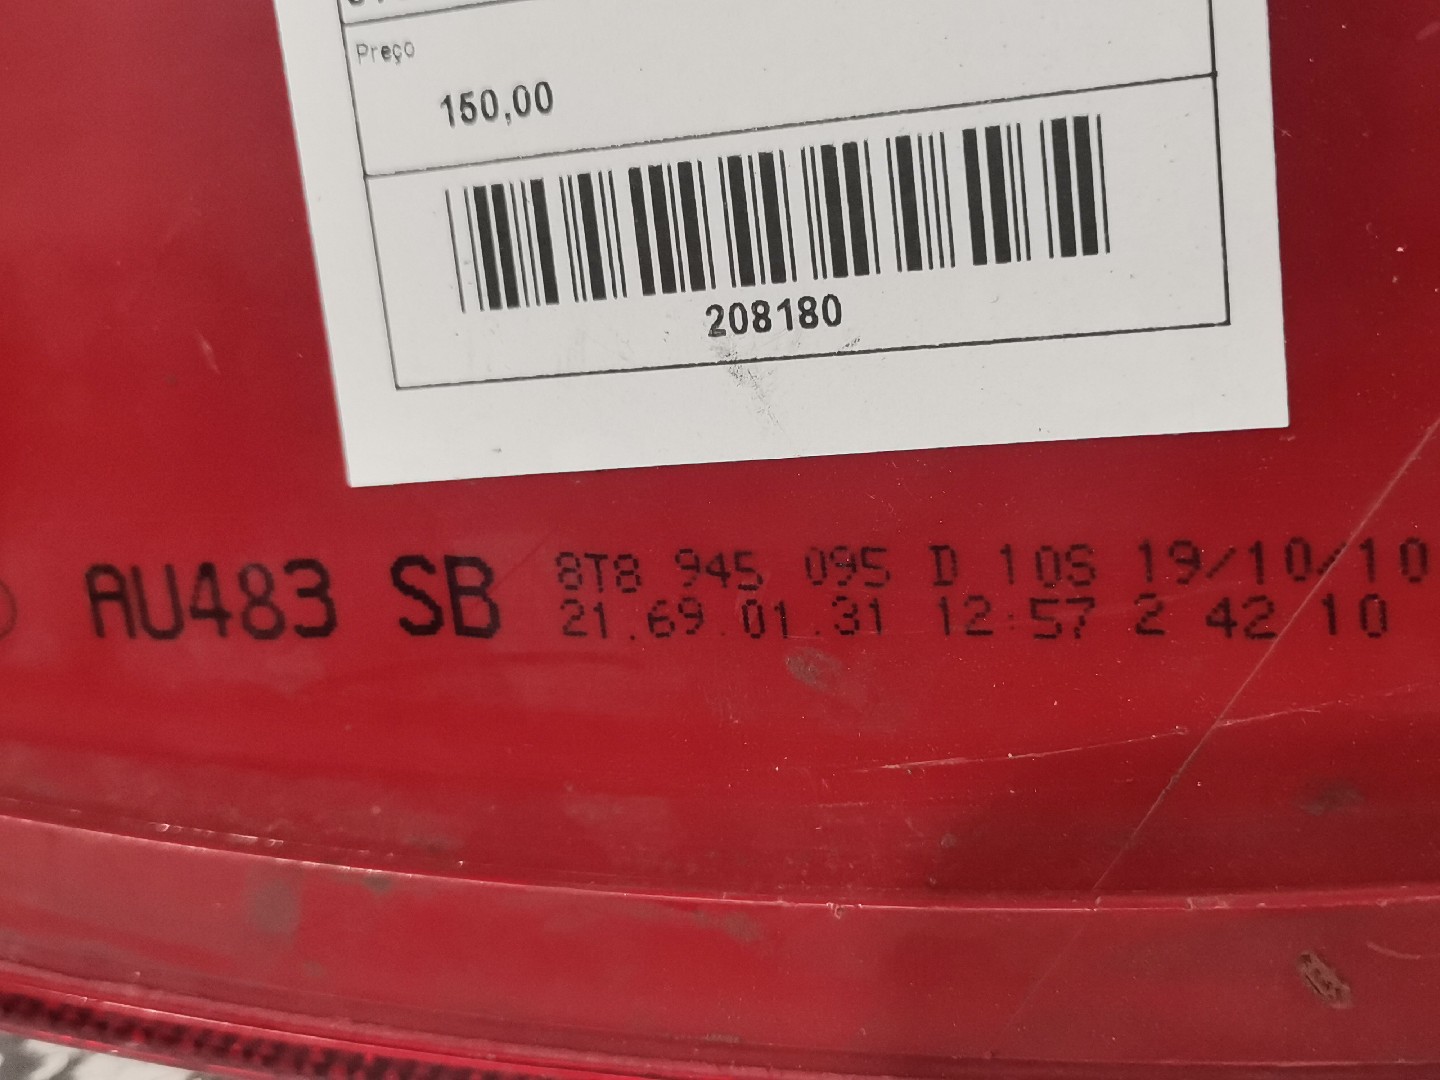 Preço
150,00
208180
AU483 SB
8T8 945 095 D 10S 19/10/10
21.69.01.31 12:57 2 42 10